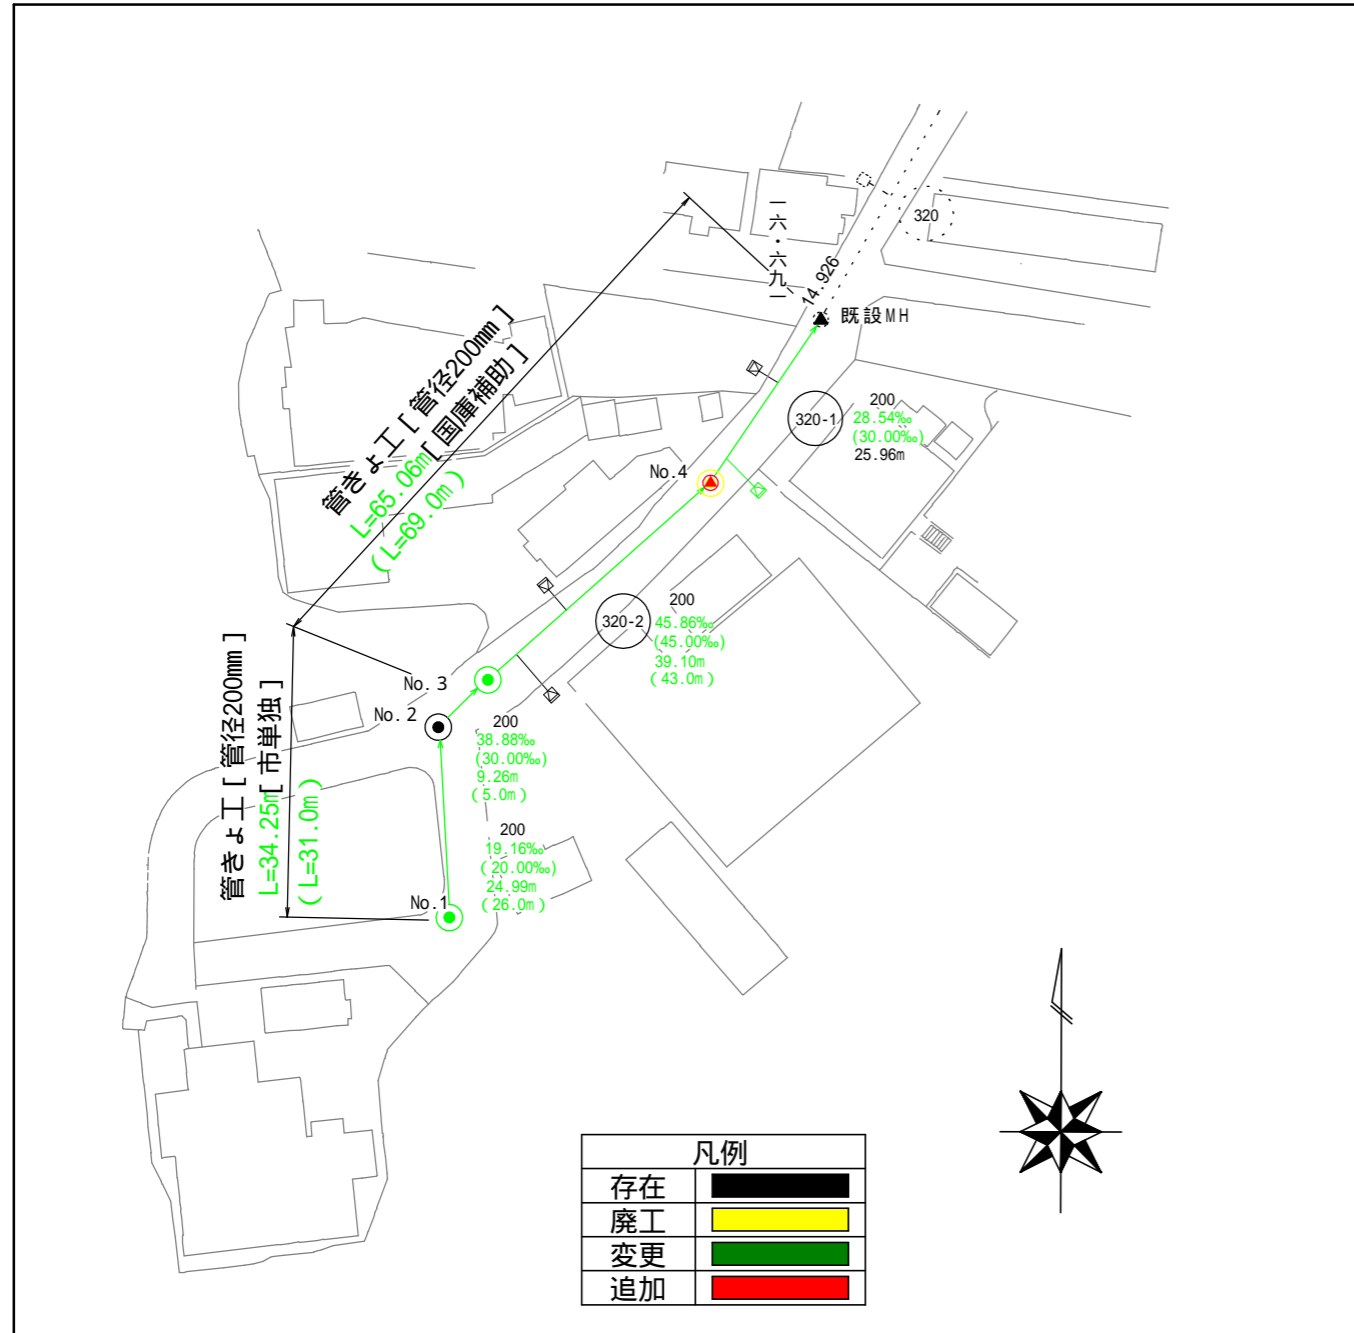 320
一六・六九一
14.926
既設MH
管きょ工[管径200mm]
[国庫補助]
L=65.06m
(L=69.0m)
320-1
200
28.54‰
(30.00‰)
25.96m
No.4
320-2
200
45.86‰
(45.00‰)
39.10m
(43.0m)
No.3
No.2
管きょ工[管径200mm]
[市単独]
L=34.25m
(L=31.0m)
200
38.88‰
(30.00‰)
9.26m
(5.0m)
200
19.16‰
(20.00‰)
24.99m
(26.0m)
No.1
凡例
存在
廃工
変更
追加